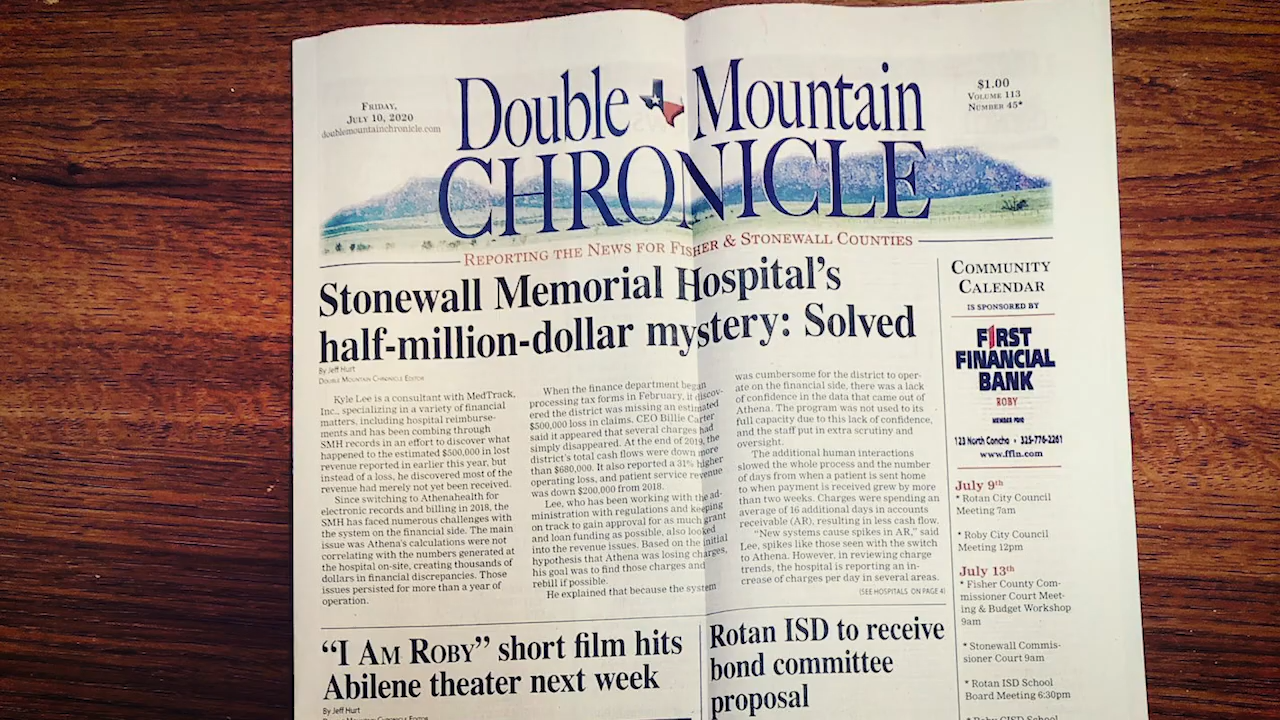 Friday,
July 10, 2020
doublemountainchronicle.com
Double Mountain
CHRONICLE
$1.00
Volume 113
Number 45*
Reporting the News for Fisher & Stonewall Counties
Stonewall Memorial Hospital's
half-million-dollar mystery: Solved
By Jeff Hurt
Double Mountain Chronicle Editor
Kyle Lee is a consultant with MedTrack,
Inc., specializing in a variety of financial
matters, including hospital reimburse-
ments and has been combing through
SMH records in an effort to discover what
happened to the estimated $500,000 in lost
revenue reported in earlier this year, but
instead of a loss, he discovered most of the
revenue had merely not yet been received.
Since switching to Athenahealth for
electronic records and billing in 2018, the
SMH has faced numerous challenges with
the system on the financial side. The main
issue was Athena's calculations were not
correlating with the numbers generated at
the hospital on-site, creating thousands of
dollars in financial discrepancies. Those
issues persisted for more than a year of
operation.
When the finance department began
processing tax forms in February, it discov-
ered the district was missing an estimated
$500,000 loss in claims. CEO Billie Carter
said it appeared that several charges had
simply disappeared. At the end of 2019, the
district's total cash flows were down more
than $680,000. It also reported a 31% higher
operating loss, and patient service revenue
was down $200,000 from 2018.
Lee, who has been working with the ad-
ministration with regulations and keeping
on track to gain approval for as much grant
and loan funding as possible, also looked
into the revenue issues. Based on the initial
hypothesis that Athena was losing charges,
his goal was to find those charges and
rebill if possible.
He explained that because the system
was cumbersome for the district to oper-
ate on the financial side, there was a lack
of confidence in the data that came out of
Athena. The program was not used to its
full capacity due to this lack of confidence,
and the staff put in extra scrutiny and
oversight.
The additional human interactions
slowed the whole process and the number
of days from when a patient is sent home
to when payment is received grew by more
than two weeks. Charges were spending an
average of 16 additional days in accounts
receivable (AR), resulting in less cash flow.
"New systems cause spikes in AR," said
Lee, spikes like those seen with the switch
to Athena. However, in reviewing charge
trends, the hospital is reporting an in-
crease of charges per day in several areas.
(SEE HOSPITALS ON PAGE 4)
Community
Calendar
is sponsored by
FIRST
FINANCIAL
BANK
ROBY
MEMBER FDIC
123 North Concho • 325-776-2261
www.ffin.com
July 9th
* Rotan City Council
Meeting 7am
* Roby City Council
Meeting 12pm
July 13th
* Fisher County Com-
missioner Court Meet-
ing & Budget Workshop
9am
* Stonewall Commis-
sioner Court 9am
* Rotan ISD School
Board Meeting 6:30pm
* Roby CISD School
"I Am Roby" short film hits
Abilene theater next week
By Jeff Hurt
Double Mountain Chronicle Editor
Rotan ISD to receive
bond committee
proposal